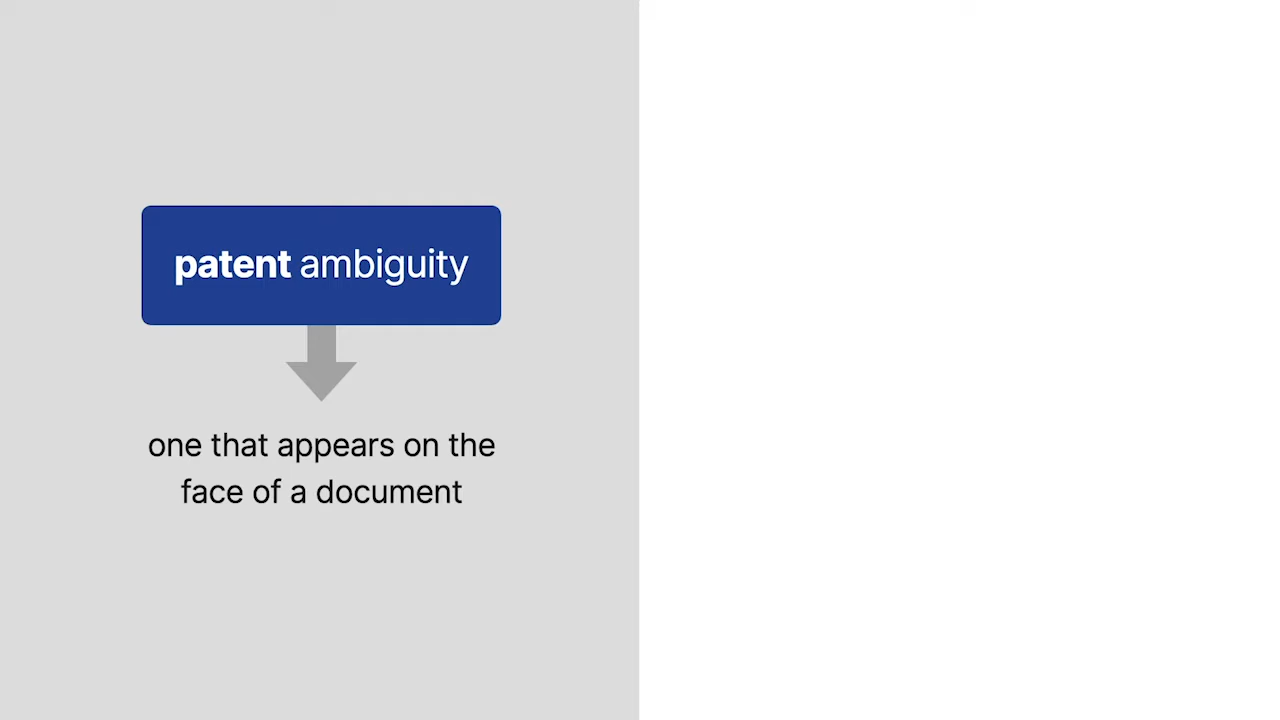 patent ambiguity
one that appears on the
face of a document